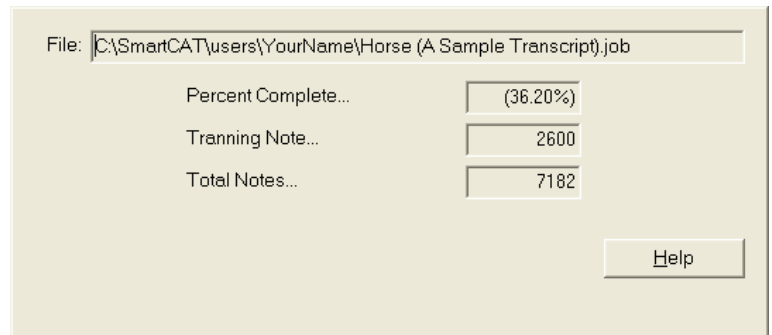 File: C:\SmartCAT\users\YourName\Horse (A Sample Transcript).job
Percent Complete... (36.20%)
Tranning Note... 2600
Total Notes... 7182
Help